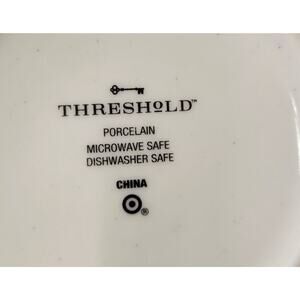 THRESHOLD™
PORCELAIN
MICROWAVE SAFE
DISHWASHER SAFE
CHINA
®